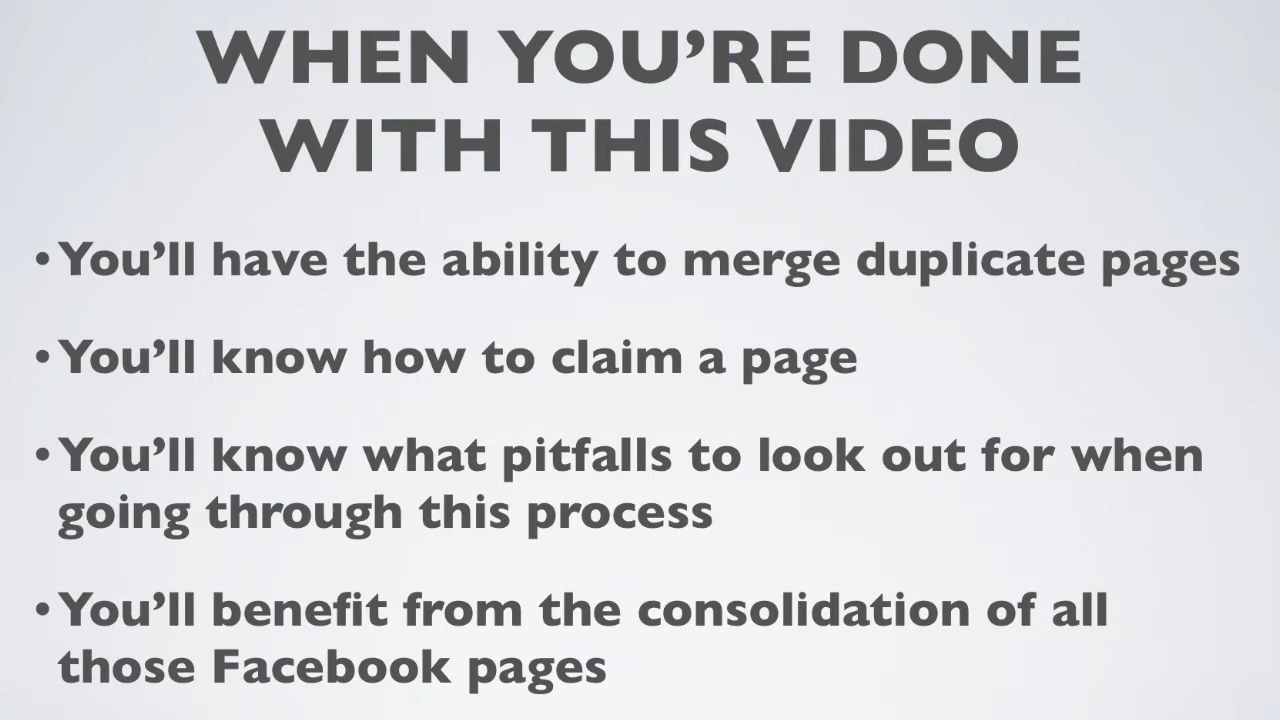 WHEN YOU’RE DONE
WITH THIS VIDEO
• You’ll have the ability to merge duplicate pages
• You’ll know how to claim a page
• You’ll know what pitfalls to look out for when
going through this process
• You’ll benefit from the consolidation of all
those Facebook pages